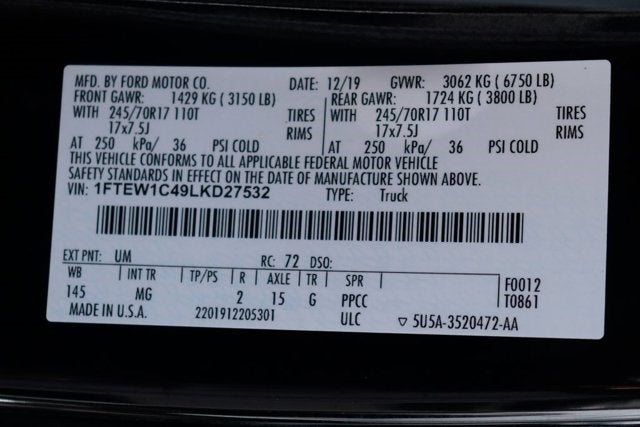 MFD. BY FORD MOTOR CO. DATE: 12/19 GVWR: 3062 KG ( 6750 LB)
FRONT GAWR: 1429 KG ( 3150 LB) REAR GAWR: 1724 KG ( 3800 LB)
WITH 245/70R17 110T TIRES WITH 245/70R17 110T TIRES
17x7.5J RIMS 17x7.5J RIMS
AT 250 kPa/ 36 PSI COLD AT 250 kPa/ 36 PSI COLD
THIS VEHICLE CONFORMS TO ALL APPLICABLE FEDERAL MOTOR VEHICLE
SAFETY STANDARDS IN EFFECT ON THE DATE OF MANUFACTURE SHOWN ABOVE.
VIN: 1FTEW1C49LKD27532 TYPE: Truck
EXT PNT: UM RC: 72 DSO:
WB INT TR TP/PS R AXLE TR SPR F0012
145 MG 2 15 G PPCC T0861
MADE IN U.S.A. 2201912205301 ULC ▽ 5U5A-3520472-AA